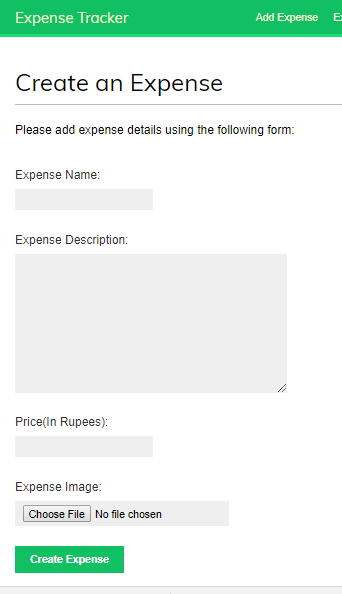 Expense Tracker
Add Expense
Create an Expense
Please add expense details using the following form:
Expense Name:
Expense Description:
Price(In Rupees):
Expense Image:
Choose File No file chosen
Create Expense